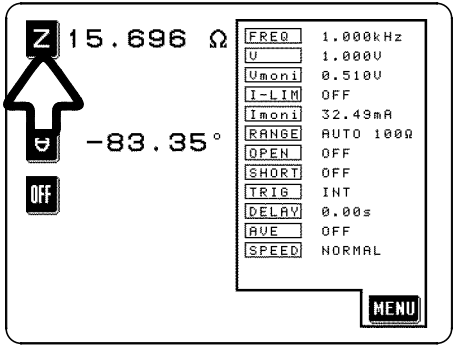 Z 15.696 Ω
θ -83.35°
OFF
FREQ 1.000kHz
V 1.000V
Vmoni 0.510V
I-LIM OFF
Imoni 32.49mA
RANGE AUTO 100Ω
OPEN OFF
SHORT OFF
TRIG INT
DELAY 0.00s
AVE OFF
SPEED NORMAL
MENU